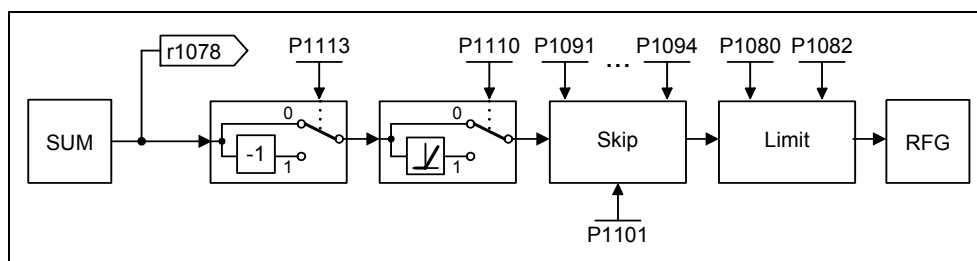 r1078
P1113
P1110
P1091 ... P1094
P1080 P1082
SUM
0
-1
1
0
1
Skip
Limit
RFG
P1101